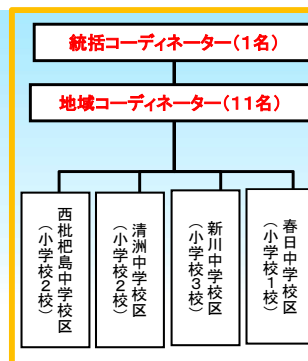 統括コーディネーター（１名）
地域コーディネーター（１１名）
西枇杷島中学校区
（小学校２校）
清洲中学校区
（小学校２校）
新川中学校区
（小学校３校）
春日中学校区
（小学校１校）